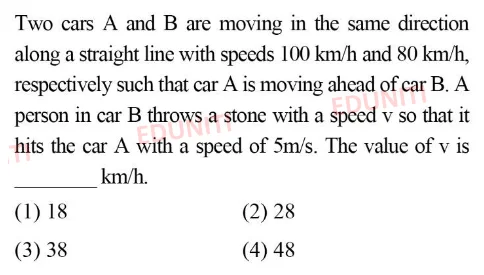 Two cars A and B are moving in the same direction
along a straight line with speeds 100 km/h and 80 km/h,
respectively such that car A is moving ahead of car B. A
person in car B throws a stone with a speed v so that it
hits the car A with a speed of 5m/s. The value of v is
________ km/h.
(1) 18 (2) 28
(3) 38 (4) 48
EDUNITI
EDUNITI
TI